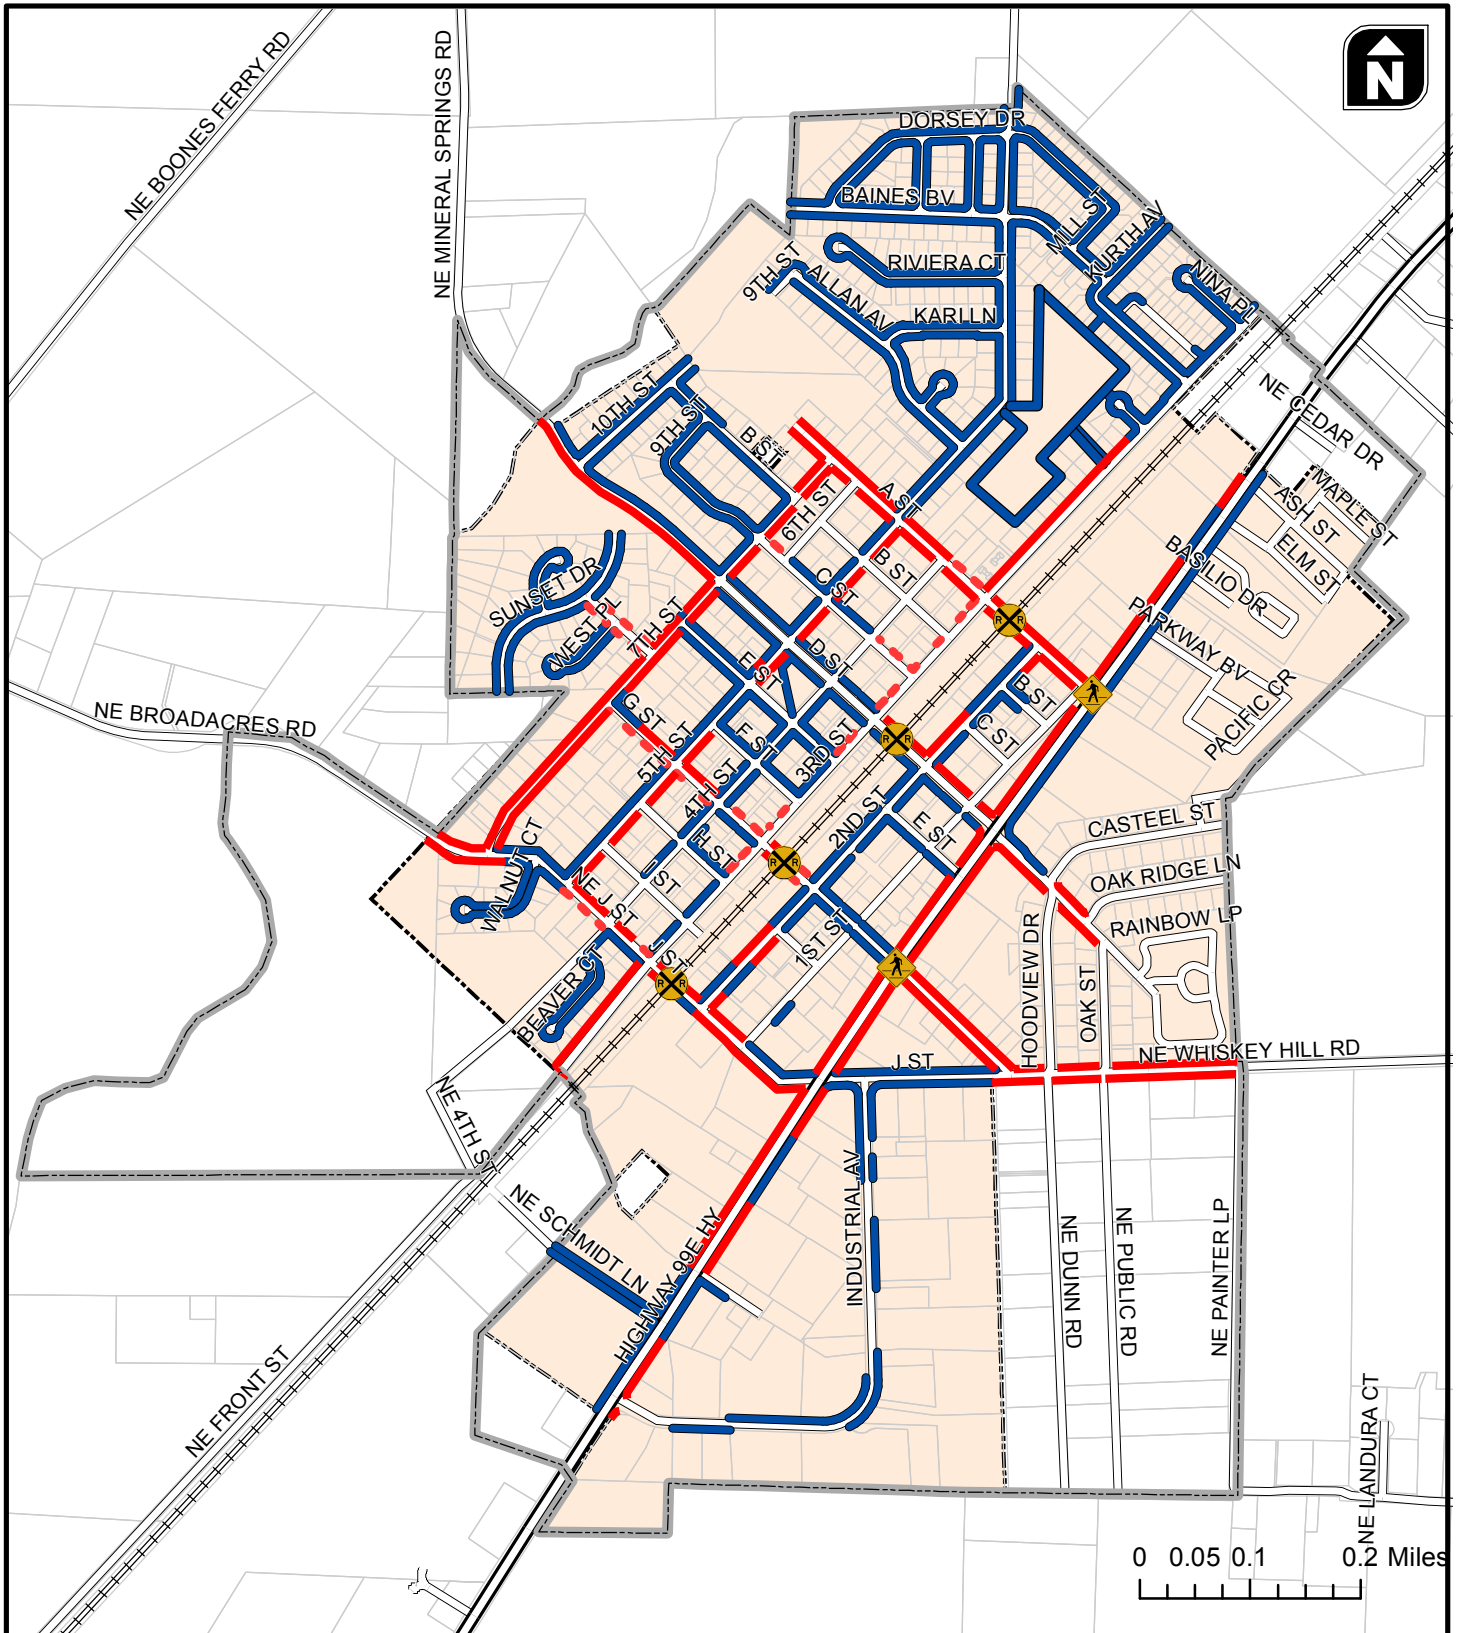 N
NE BOONES FERRY RD
NE MINERAL SPRINGS RD
DORSEY DR
BAINES BV
MILL ST
KURTH AV
9TH ST
ALLAN AV
RIVIERA CT
NINA PL
KARI LN
10TH ST
9TH ST
B ST
NE CEDAR DR
MAPLE ST
ASH ST
ELM ST
A ST
6TH ST
B ST
C ST
BASILIO DR
SUNSET DR
WEST PL
7TH ST
PARKWAY BV
R R
D ST
E ST
B ST
PACIFIC CR
NE BROADACRES RD
G ST
F ST
C ST
5TH ST
3RD ST
R R
4TH ST
2ND ST
E ST
CASTEEL ST
H ST
R R
WALNUT CT
I ST
OAK RIDGE LN
NE J ST
1ST ST
RAINBOW LP
J ST
BEAVER CT
R R
HOODVIEW DR
OAK ST
J ST
NE WHISKEY HILL RD
NE 4TH ST
NE SCHMIDT LN
HIGHWAY 99E HY
INDUSTRIAL AV
NE DUNN RD
NE PUBLIC RD
NE PAINTER LP
NE FRONT ST
NE LANDURA CT
0 0.05 0.1 0.2 Miles